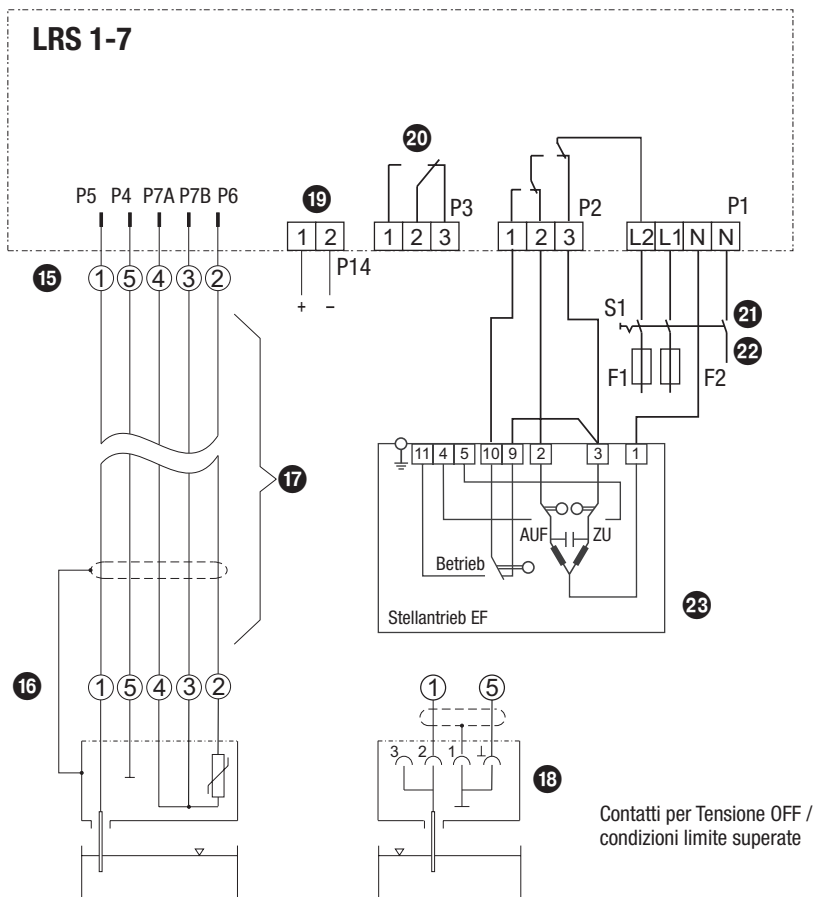 LRS 1-7
20
P5 P4 P7A P7B P6
19
P3
P2
P1
1 2
1 2 3
1 2 3
L2 L1 N N
P14
15
1 5 4 3 2
+ −
S1
21
22
F1
F2
17
11 4 5 10 9 2 3 1
AUF ZU
Betrieb
Stellantrieb EF
23
16
1 5 4 3 2
1 5
3 2 1 ⊥
18
Contatti per Tensione OFF /
condizioni limite superate